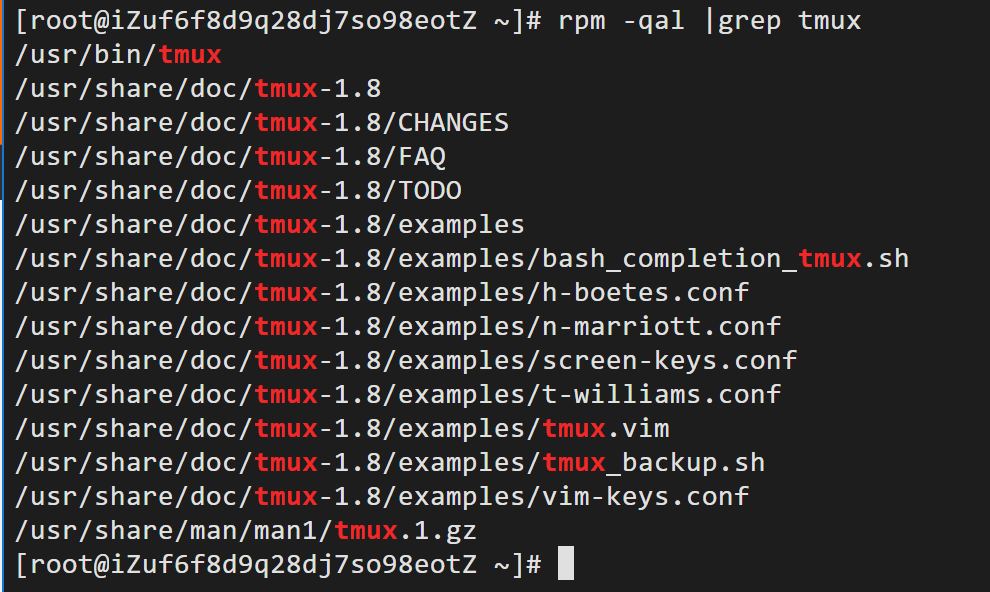 [root@iZuf6f8d9q28dj7so98eotZ ~]# rpm -qal |grep tmux
/usr/bin/tmux
/usr/share/doc/tmux-1.8
/usr/share/doc/tmux-1.8/CHANGES
/usr/share/doc/tmux-1.8/FAQ
/usr/share/doc/tmux-1.8/TODO
/usr/share/doc/tmux-1.8/examples
/usr/share/doc/tmux-1.8/examples/bash_completion_tmux.sh
/usr/share/doc/tmux-1.8/examples/h-boetes.conf
/usr/share/doc/tmux-1.8/examples/n-marriott.conf
/usr/share/doc/tmux-1.8/examples/screen-keys.conf
/usr/share/doc/tmux-1.8/examples/t-williams.conf
/usr/share/doc/tmux-1.8/examples/tmux.vim
/usr/share/doc/tmux-1.8/examples/tmux_backup.sh
/usr/share/doc/tmux-1.8/examples/vim-keys.conf
/usr/share/man/man1/tmux.1.gz
[root@iZuf6f8d9q28dj7so98eotZ ~]#